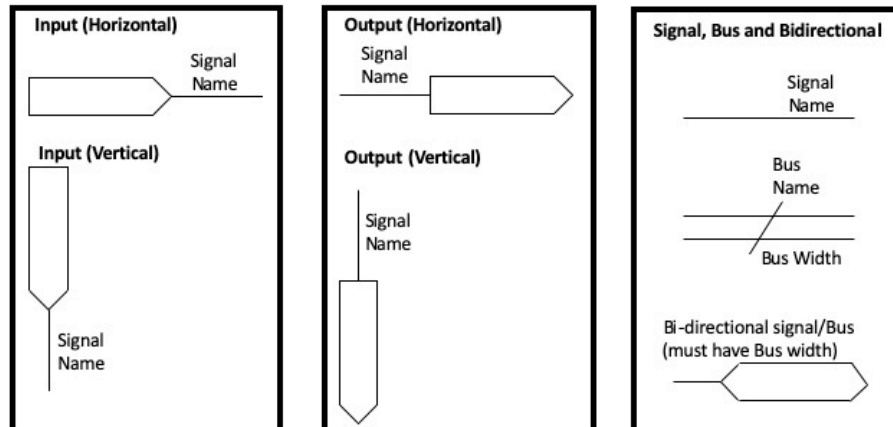 Input (Horizontal)
Signal
Name
Input (Vertical)
Signal
Name
Output (Horizontal)
Signal
Name
Output (Vertical)
Signal
Name
Signal, Bus and Bidirectional
Signal
Name
Bus
Name
Bus Width
Bi-directional signal/Bus
(must have Bus width)